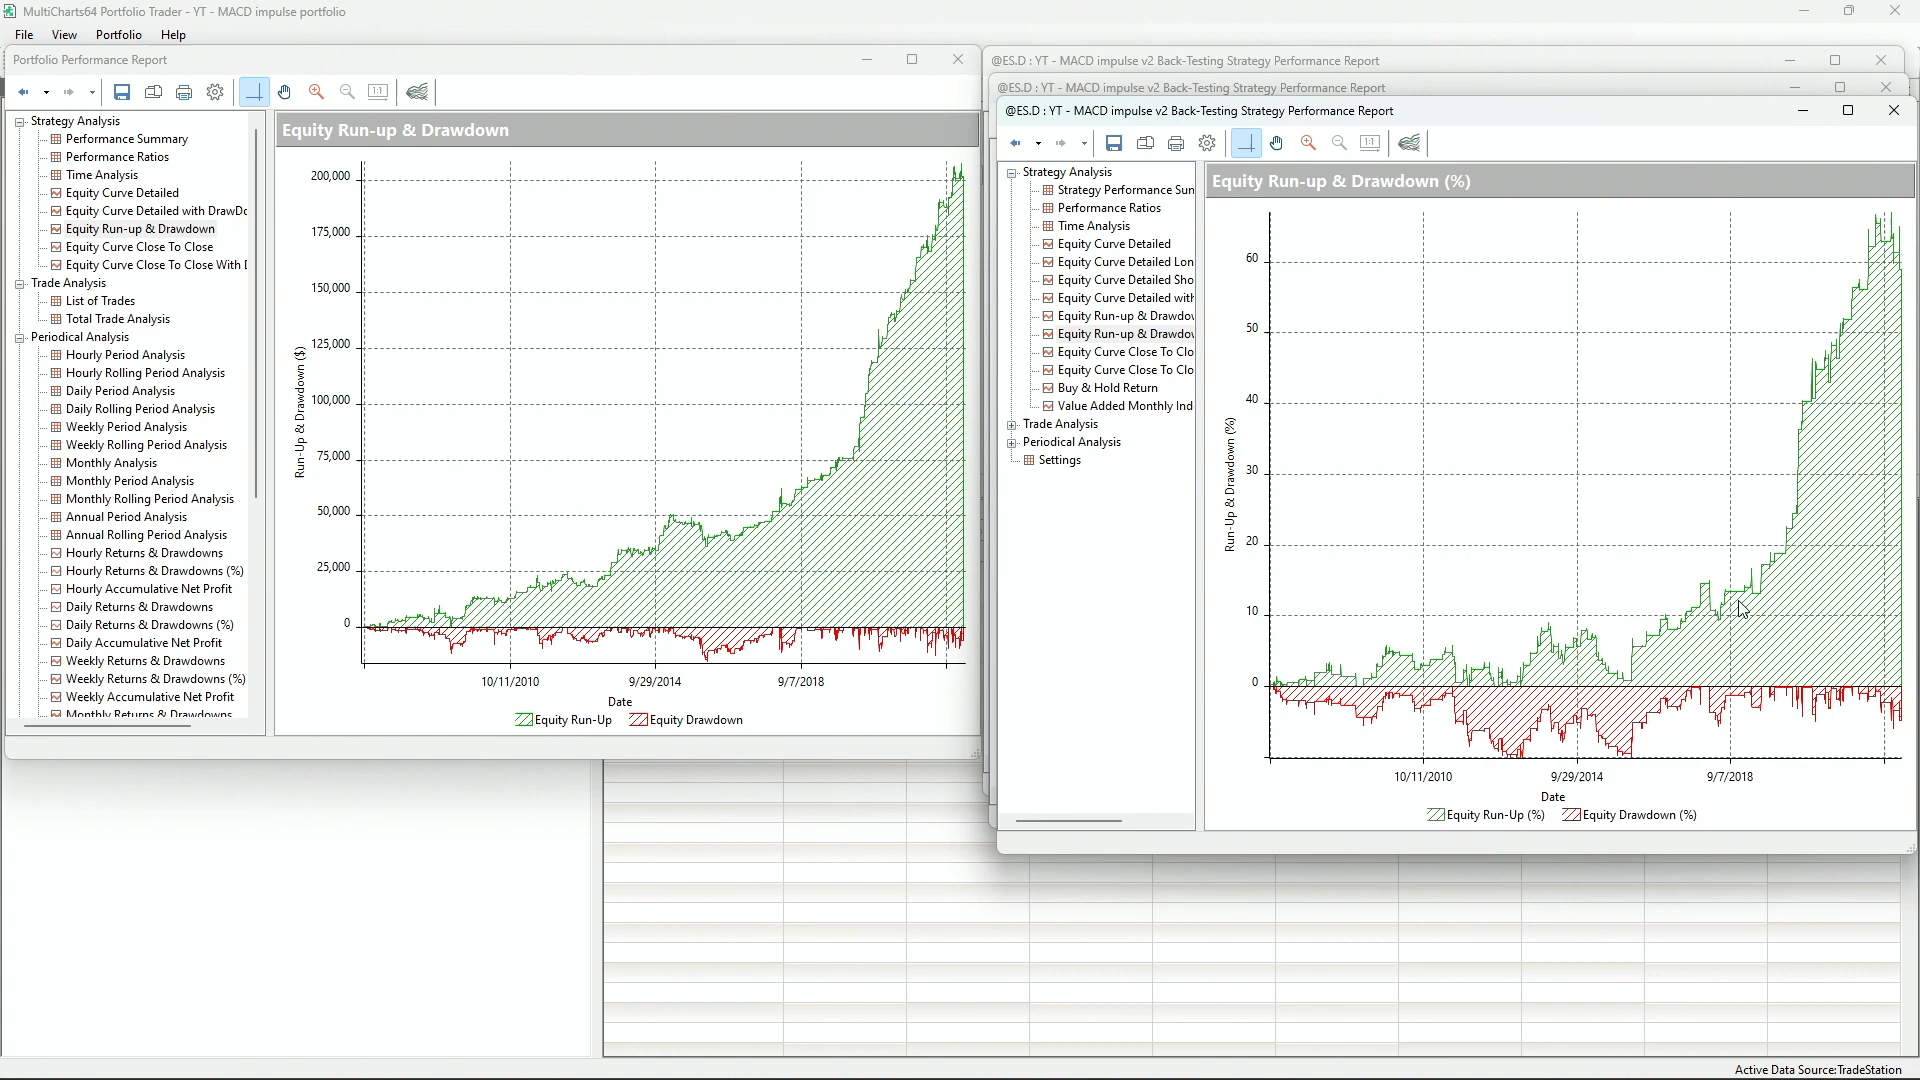 MultiCharts64 Portfolio Trader - YT - MACD impulse portfolio
File View Portfolio Help
Portfolio Performance Report
Strategy Analysis
Performance Summary
Performance Ratios
Time Analysis
Equity Curve Detailed
Equity Curve Detailed with DrawDo
Equity Run-up & Drawdown
Equity Curve Close To Close
Equity Curve Close To Close With
Trade Analysis
List of Trades
Total Trade Analysis
Periodical Analysis
Hourly Period Analysis
Hourly Rolling Period Analysis
Daily Period Analysis
Daily Rolling Period Analysis
Weekly Period Analysis
Weekly Rolling Period Analysis
Monthly Analysis
Monthly Period Analysis
Monthly Rolling Period Analysis
Annual Period Analysis
Annual Rolling Period Analysis
Hourly Returns & Drawdowns
Hourly Returns & Drawdowns (%)
Hourly Accumulative Net Profit
Daily Returns & Drawdowns
Daily Returns & Drawdowns (%)
Daily Accumulative Net Profit
Weekly Returns & Drawdowns
Weekly Returns & Drawdowns (%)
Weekly Accumulative Net Profit
Monthly Returns & Drawdowns
Equity Run-up & Drawdown
200,000
175,000
150,000
125,000
100,000
75,000
50,000
25,000
0
Run-Up & Drawdown ($)
10/11/2010 9/29/2014 9/7/2018
Date
Equity Run-Up Equity Drawdown
@ES.D : YT - MACD impulse v2 Back-Testing Strategy Performance Report
@ES.D : YT - MACD impulse v2 Back-Testing Strategy Performance Report
@ES.D : YT - MACD impulse v2 Back-Testing Strategy Performance Report
1:1
1:1
Strategy Analysis
Strategy Performance Sum
Performance Ratios
Time Analysis
Equity Curve Detailed
Equity Curve Detailed Lon
Equity Curve Detailed Sho
Equity Curve Detailed with
Equity Run-up & Drawdow
Equity Run-up & Drawdow
Equity Curve Close To Clo
Equity Curve Close To Clo
Buy & Hold Return
Value Added Monthly Ind
Trade Analysis
Periodical Analysis
Settings
Equity Run-up & Drawdown (%)
60
50
40
30
20
10
0
Run-Up & Drawdown (%)
10/11/2010 9/29/2014 9/7/2018
Date
Equity Run-Up (%) Equity Drawdown (%)
Active Data Source:TradeStation